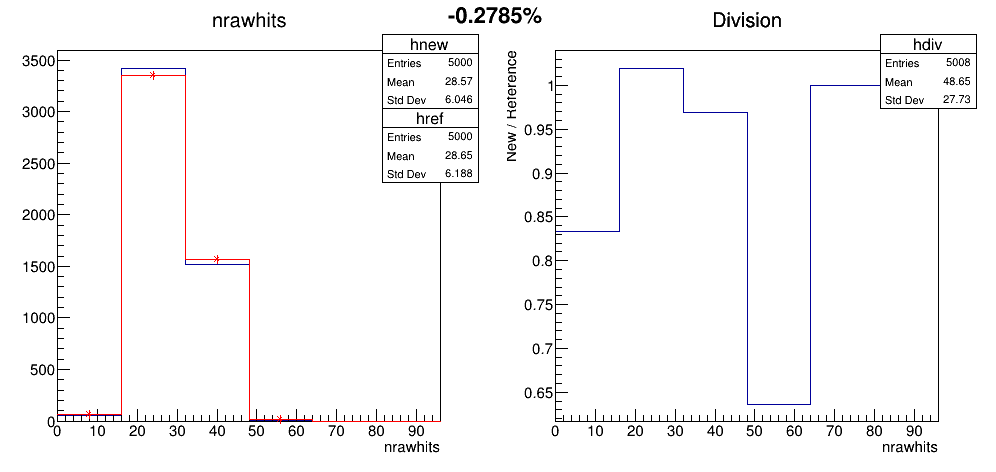 -0.2785%
nrawhits
hnew
Entries 5000
Mean 28.57
Std Dev 6.046
href
Entries 5000
Mean 28.65
Std Dev 6.188
3500
3000
2500
2000
1500
1000
500
0
0 10 20 30 40 50 60 70 80 90
nrawhits
Division
hdiv
Entries 5008
Mean 48.65
Std Dev 27.73
New / Reference
1
0.95
0.9
0.85
0.8
0.75
0.7
0.65
0 10 20 30 40 50 60 70 80 90
nrawhits